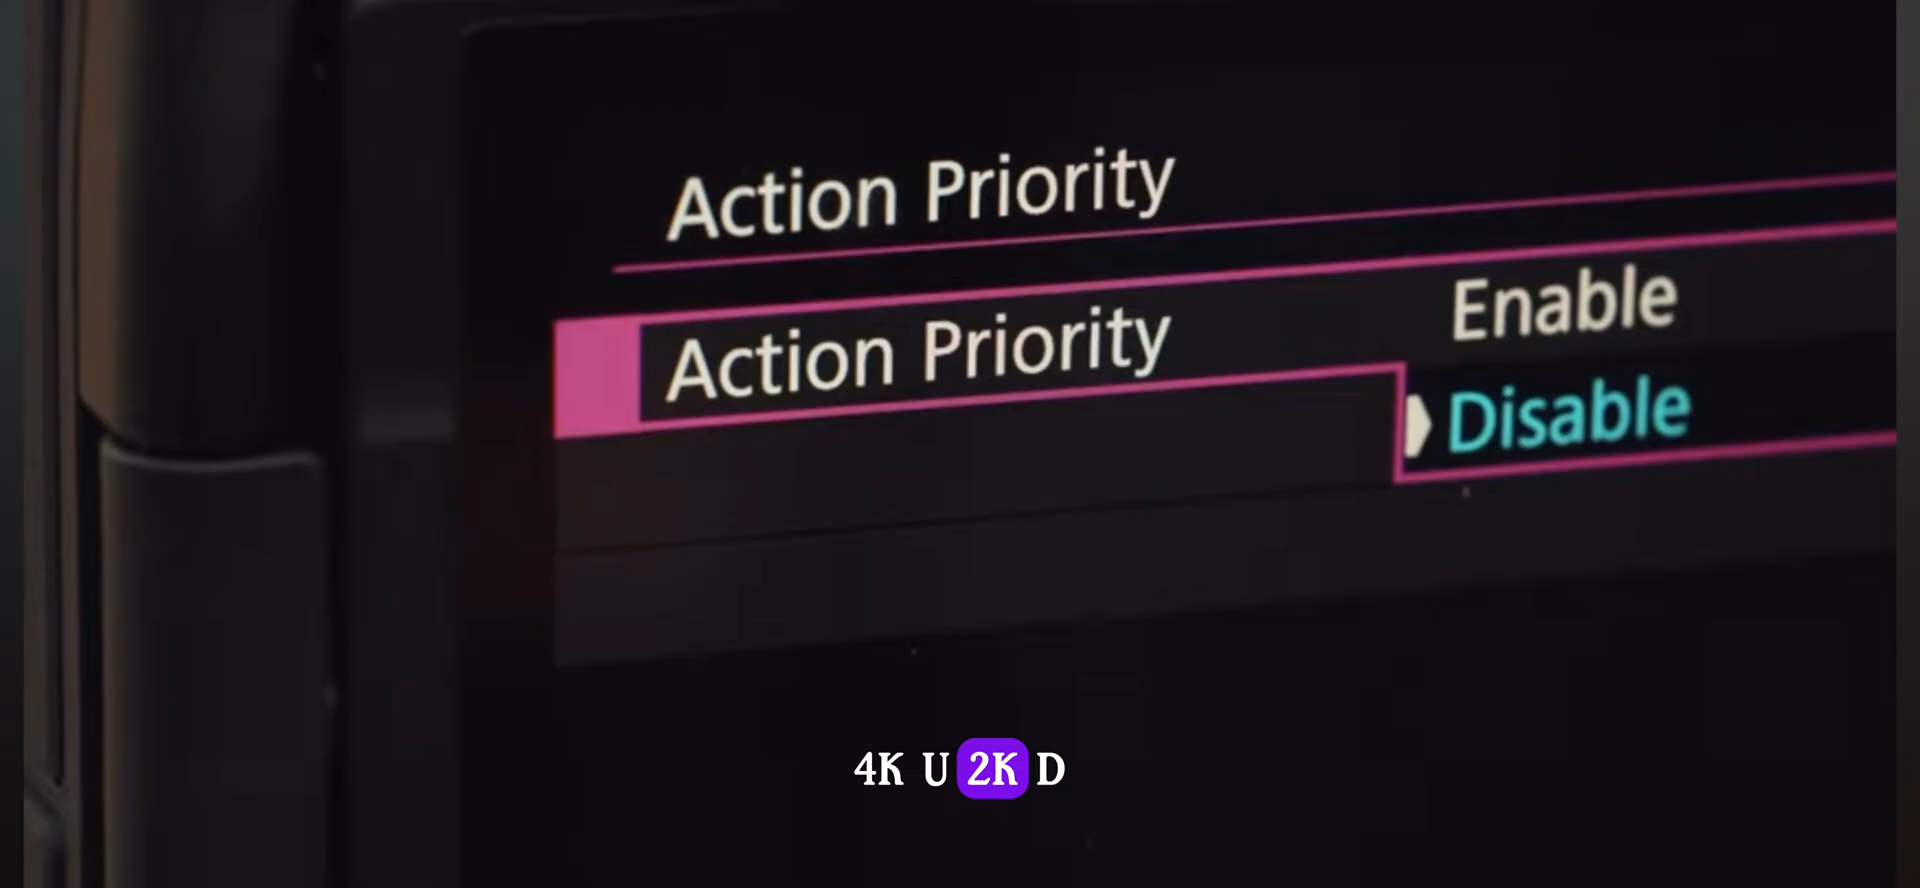 Action Priority
Action Priority
Enable
Disable
4K U 2K D